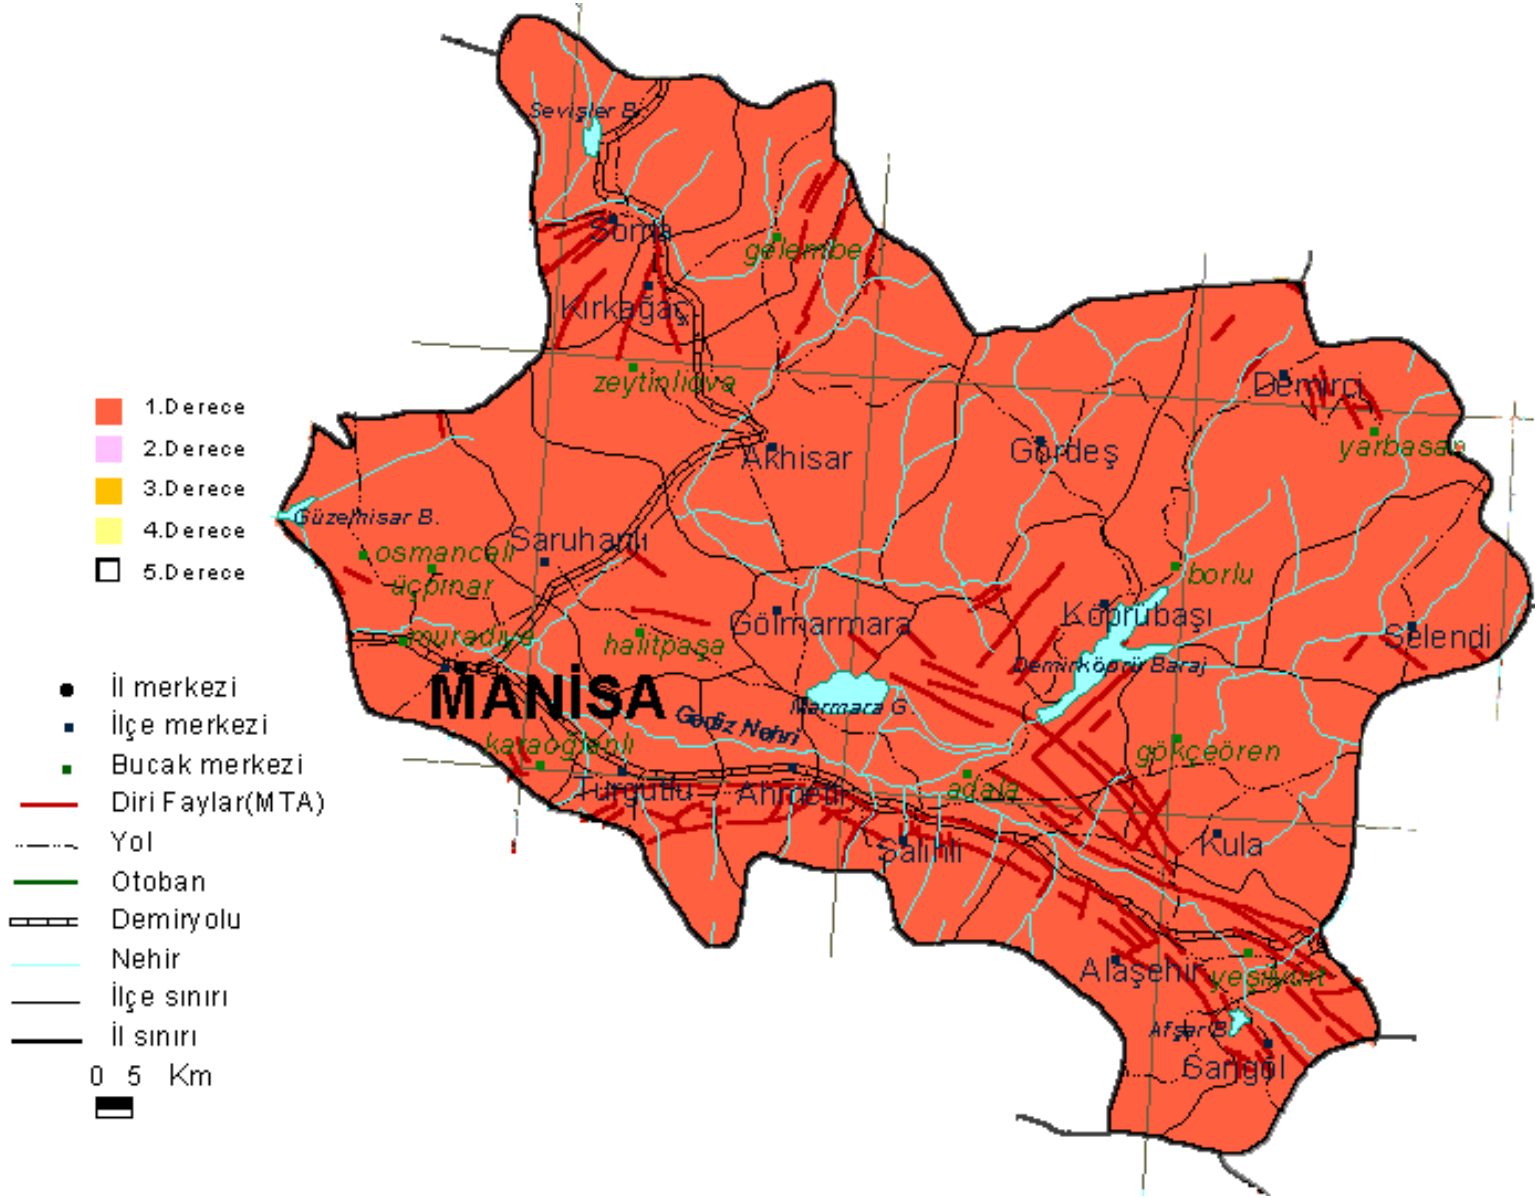 Sevişler B.
Soma
gelembe
Kırkağaç
zeytinliova
Demirci
yarbasan
1.Derece
2.Derece
3.Derece
4.Derece
5.Derece
Akhisar
Gördeş
Güzelhisar B.
Saruhanlı
osmancalı
üçpınar
borlu
Gölmarmara
Köprübaşı
muradiye
halitpaşa
Selendi
Demirköprü Baraj
MANİSA
Marmara G.
Gediz Nehri
karaoğlanlı
gökçeören
Turgutlu
Ahmetli
adala
Salihli
Kula
Alaşehir
yeşilyurt
Afşar B.
Sarıgöl
İl merkezi
İlçe merkezi
Bucak merkezi
Diri Faylar(MTA)
Yol
Otoban
Demiryolu
Nehir
İlçe sınırı
İl sınırı
0 5 Km